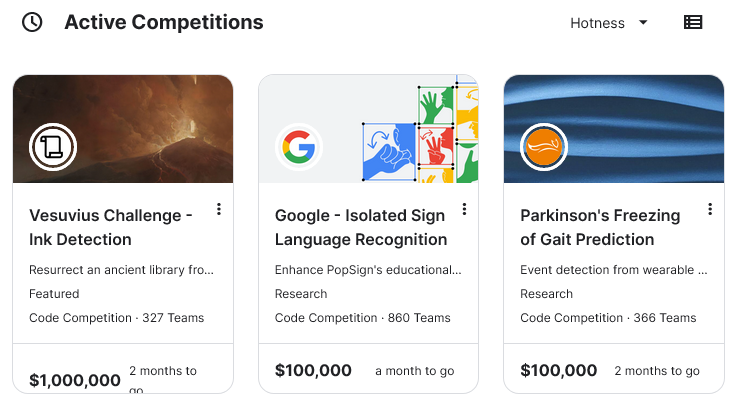 Active Competitions
Hotness
Vesuvius Challenge -
Ink Detection
Resurrect an ancient library fro...
Featured
Code Competition · 327 Teams
$1,000,000
2 months to
go
Google - Isolated Sign
Language Recognition
Enhance PopSign's educational...
Research
Code Competition · 860 Teams
$100,000
a month to go
Parkinson's Freezing
of Gait Prediction
Event detection from wearable ...
Research
Code Competition · 366 Teams
$100,000
2 months to go